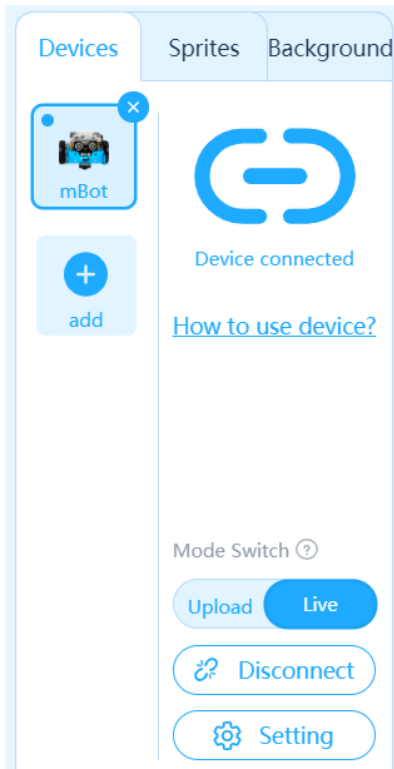 Devices
Sprites
Background
mBot
add
Device connected
How to use device?
Mode Switch ?
Upload
Live
Disconnect
Setting